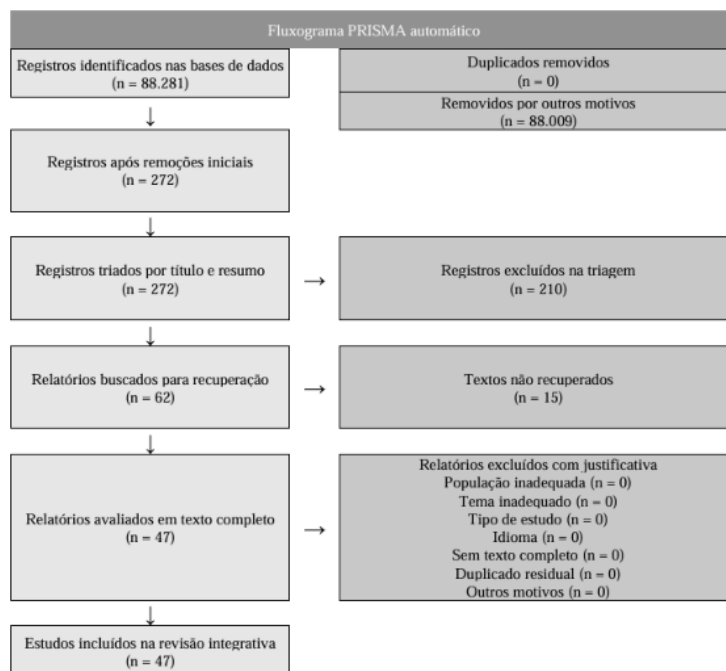 Fluxograma PRISMA automático
Registros identificados nas bases de dados
(n = 88.281)
Duplicados removidos
(n = 0)
Removidos por outros motivos
(n = 88.009)
↓
Registros após remoções iniciais
(n = 272)
↓
Registros triados por título e resumo
(n = 272)
→
Registros excluídos na triagem
(n = 210)
↓
Relatórios buscados para recuperação
(n = 62)
→
Textos não recuperados
(n = 15)
↓
Relatórios avaliados em texto completo
(n = 47)
→
Relatórios excluídos com justificativa
População inadequada (n = 0)
Tema inadequado (n = 0)
Tipo de estudo (n = 0)
Idioma (n = 0)
Sem texto completo (n = 0)
Duplicado residual (n = 0)
Outros motivos (n = 0)
↓
Estudos incluídos na revisão integrativa
(n = 47)